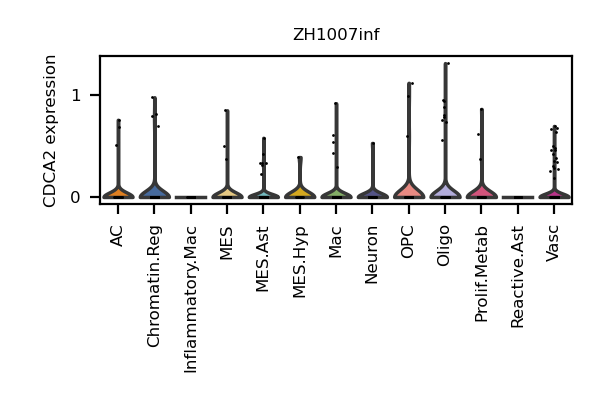 ZH1007inf
CDCA2 expression
1
0
AC
Chromatin.Reg
Inflammatory.Mac
MES
MES.Ast
MES.Hyp
Mac
Neuron
OPC
Oligo
Prolif.Metab
Reactive.Ast
Vasc